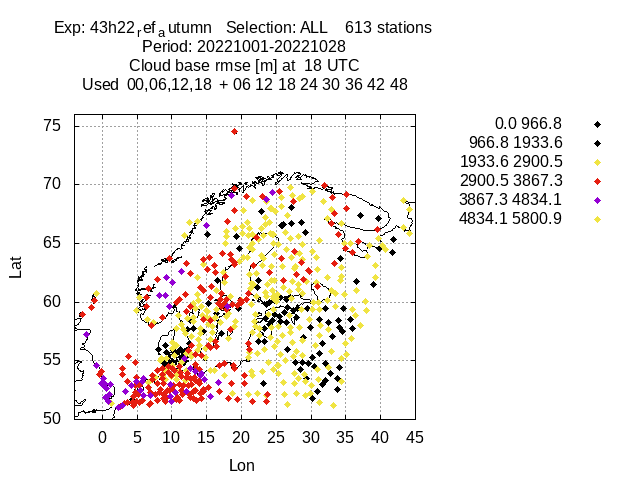 Exp: 43h22ref autumn   Selection: ALL    613 stations
Period: 20221001-20221028
Cloud base rmse [m] at  18 UTC
Used  00,06,12,18  + 06 12 18 24 30 36 42 48
0.0 966.8
966.8 1933.6
1933.6 2900.5
2900.5 3867.3
3867.3 4834.1
4834.1 5800.9
75
70
65
60
55
50
Lat
0 5 10 15 20 25 30 35 40 45
Lon